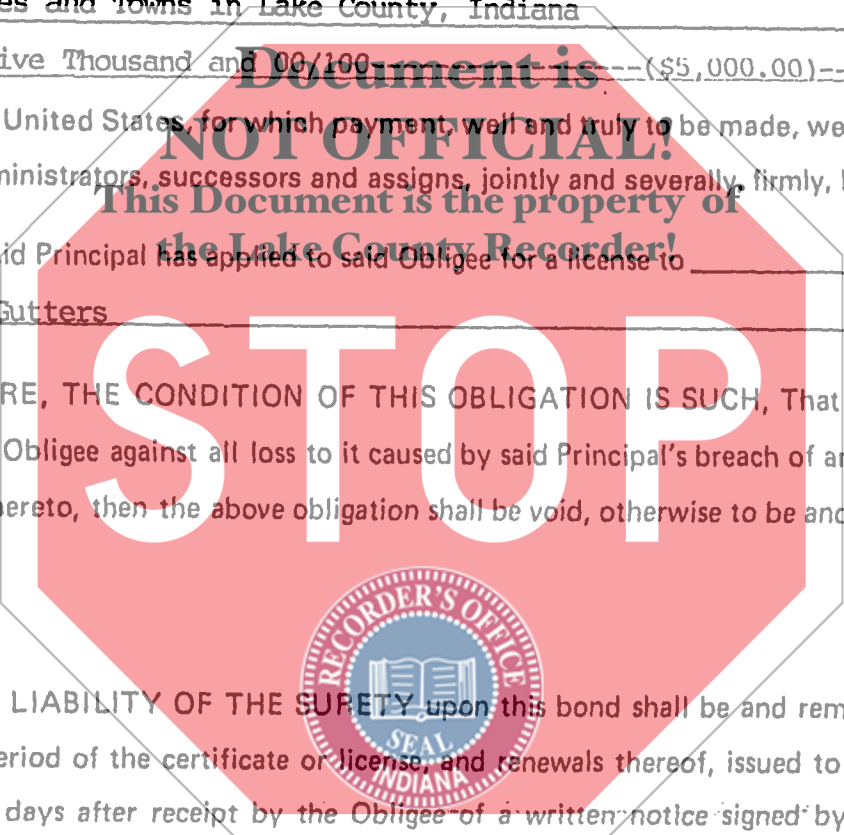 es and Towns in Lake County, Indiana
ive Thousand and 00/100--------------------($5,000.00)--
Document is
United States, for which payment, well and truly to be made, we
NOT OFFICIAL!
ministrators, successors and assigns, jointly and severally, firmly,
This Document is the property of
the Lake County Recorder!
id Principal has applied to said Obligee for a license to
Gutters
STOP
RE, THE CONDITION OF THIS OBLIGATION IS SUCH, That
Obligee against all loss to it caused by said Principal's breach of
hereto, then the above obligation shall be void, otherwise to be and
RECORDER'S OFFICE
SEAL
INDIANA
LIABILITY OF THE SURETY upon this bond shall be and rem
eriod of the certificate or license, and renewals thereof, issued to
days after receipt by the Obligee of a written notice signed by